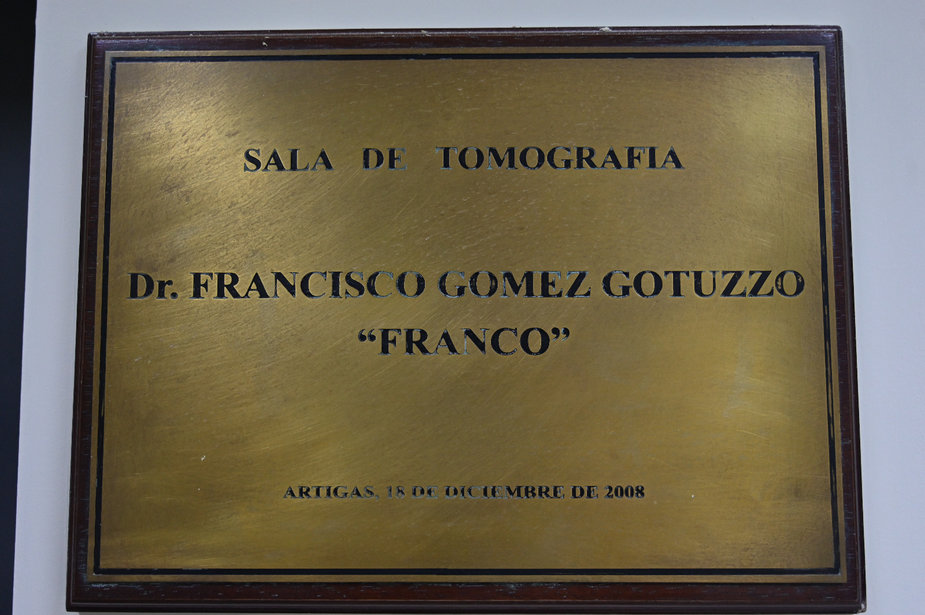 SALA DE TOMOGRAFIA
Dr. FRANCISCO GOMEZ GOTUZZO
“FRANCO”
ARTIGAS, 18 DE DICIEMBRE DE 2008